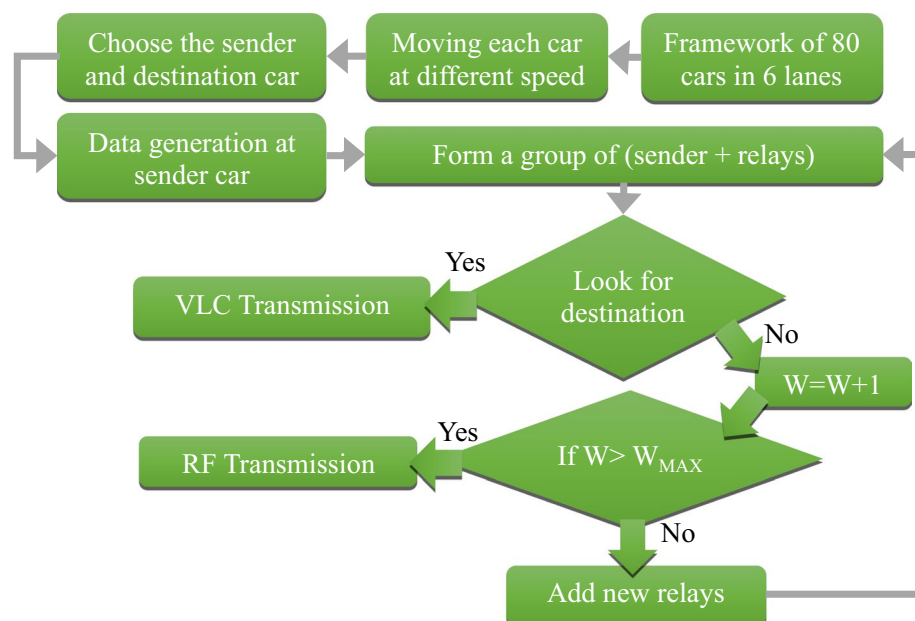 Choose the sender
and destination car
Moving each car
at different speed
Framework of 80
cars in 6 lanes
Data generation at
sender car
Form a group of (sender + relays)
Yes
Look for
destination
VLC Transmission
No
W=W+1
Yes
If W> WMAX
RF Transmission
No
Add new relays